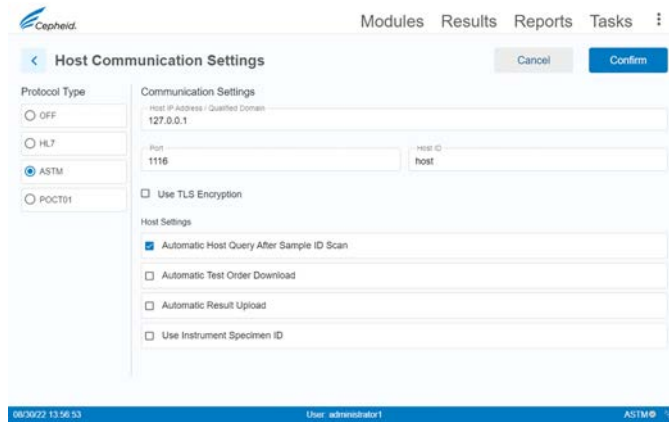 Cepheid.
Modules Results Reports Tasks
Host Communication Settings
Cancel
Confirm
Protocol Type
OFF
HL7
ASTM
POCT01
Communication Settings
Host IP Address / Qualified Domain
127.0.0.1
Port
1116
Host ID
host
Use TLS Encryption
Host Settings
Automatic Host Query After Sample ID Scan
Automatic Test Order Download
Automatic Result Upload
Use Instrument Specimen ID
08/30/22 13:56:53 User: administrator1 ASTM